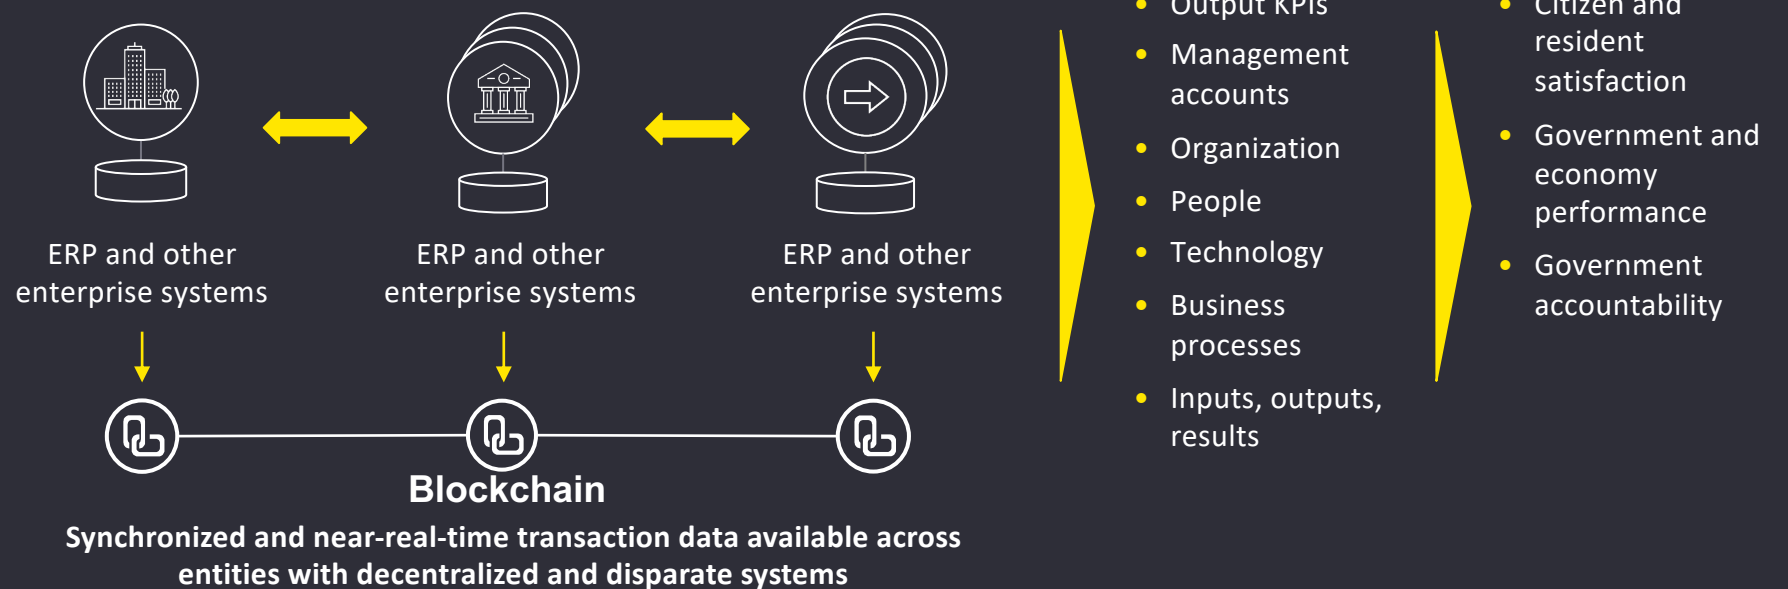 ERP and other
enterprise systems
ERP and other
enterprise systems
ERP and other
enterprise systems
Blockchain
Synchronized and near-real-time transaction data available across
entities with decentralized and disparate systems
• Output KPIs
• Management
accounts
• Organization
• People
• Technology
• Business
processes
• Inputs, outputs,
results
• Citizen and
resident
satisfaction
• Government and
economy
performance
• Government
accountability